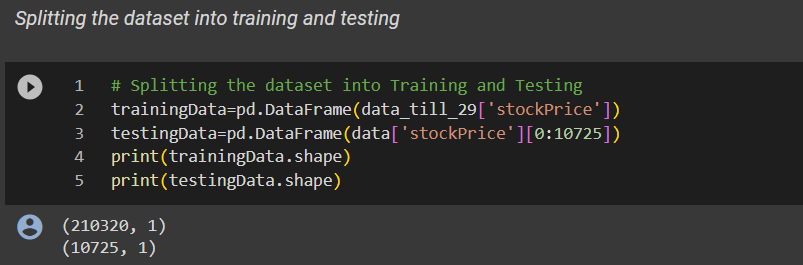 Splitting the dataset into training and testing
1 # Splitting the dataset into Training and Testing
2 trainingData=pd.DataFrame(data_till_29['stockPrice'])
3 testingData=pd.DataFrame(data['stockPrice'][0:10725])
4 print(trainingData.shape)
5 print(testingData.shape)
(210320, 1)
(10725, 1)